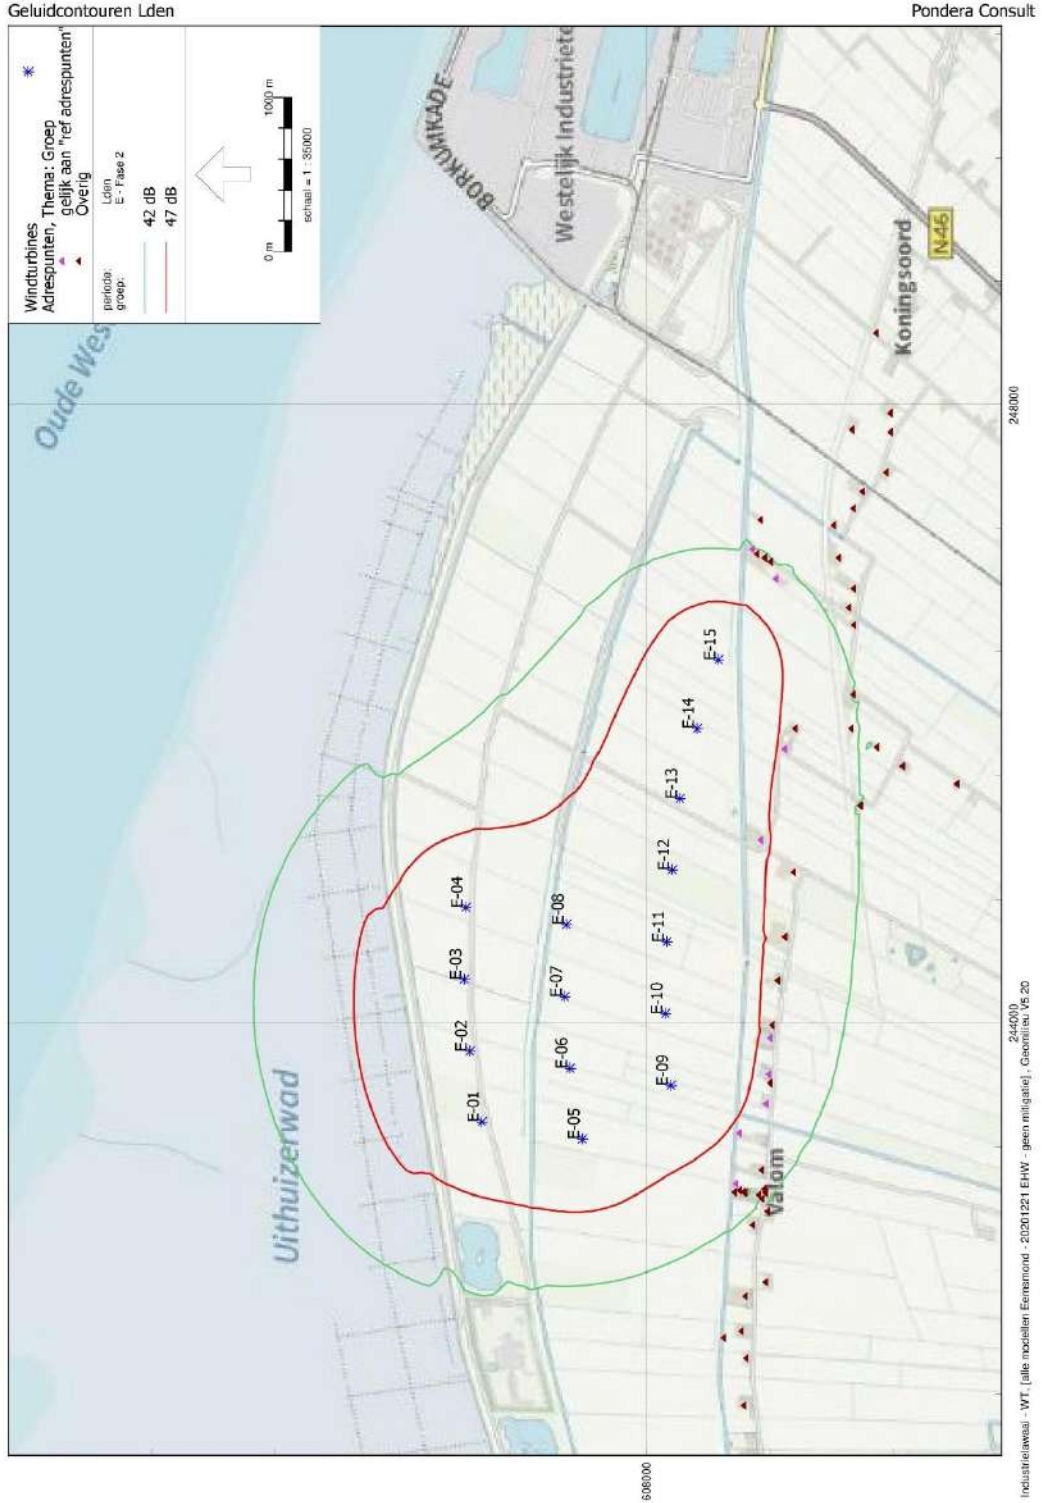 Geluidcontouren Lden
Pondera Consult
Windturbines
Adrespunten, Thema: Groep
gelijk aan "ref adrespunten"
Overig
periode: Lden
groep: E - Fase 2
42 dB
47 dB
0 m 1000 m
schaal = 1 : 35000
Oude Wes
BORKUMKADE
Westelijk Industriete
N46
Koningsoord
Uithuizerwad
Valom
E-01
E-02
E-03
E-04
E-05
E-06
E-07
E-08
E-09
E-10
E-11
E-12
E-13
E-14
E-15
244000
248000
608000
Industrielawaai - WT, [alle modellen Eemsmond - 20201221 EHW - geen mitigatie] , Geomilieu V5.20